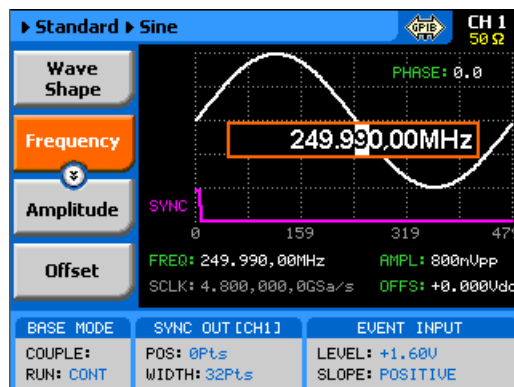 Standard Sine
GPIB
CH 1
50 Ω
Wave
Shape
Frequency
Amplitude
Offset
PHASE: 0.0
249.990,00MHz
SYNC
0 159 319 479
FREQ: 249.990,00MHz
AMPL: 800mVpp
SCLK: 4.800,000,0GSa/s
OFFS: +0.000Vdc
BASE MODE
COUPLE:
RUN: CONT
SYNC OUT [CH1]
POS: 0Pts
WIDTH: 32Pts
EVENT INPUT
LEVEL: +1.60V
SLOPE: POSITIVE